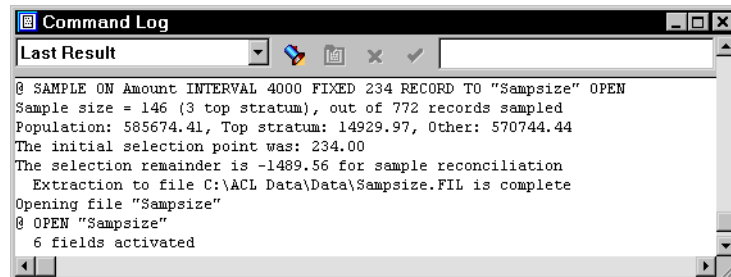 Command Log
Last Result
@ SAMPLE ON Amount INTERVAL 4000 FIXED 234 RECORD TO "Sampsize" OPEN
Sample size = 146 (3 top stratum), out of 772 records sampled
Population: 585674.41, Top stratum: 14929.97, Other: 570744.44
The initial selection point was: 234.00
The selection remainder is -1489.56 for sample reconciliation
  Extraction to file C:\ACL Data\Data\Sampsize.FIL is complete
Opening file "Sampsize"
@ OPEN "Sampsize"
  6 fields activated